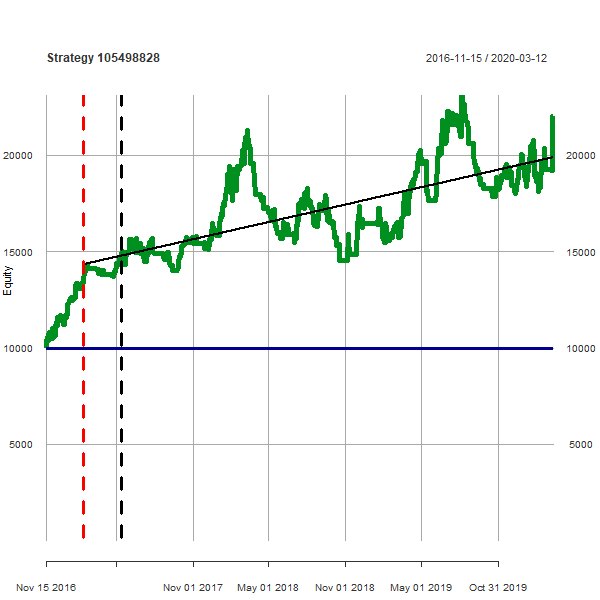 Strategy 105498828
2016-11-15 / 2020-03-12
20000
20000
15000
15000
Equity
10000
10000
5000
5000
Nov 15 2016
Nov 01 2017
May 01 2018
Nov 01 2018
May 01 2019
Oct 31 2019